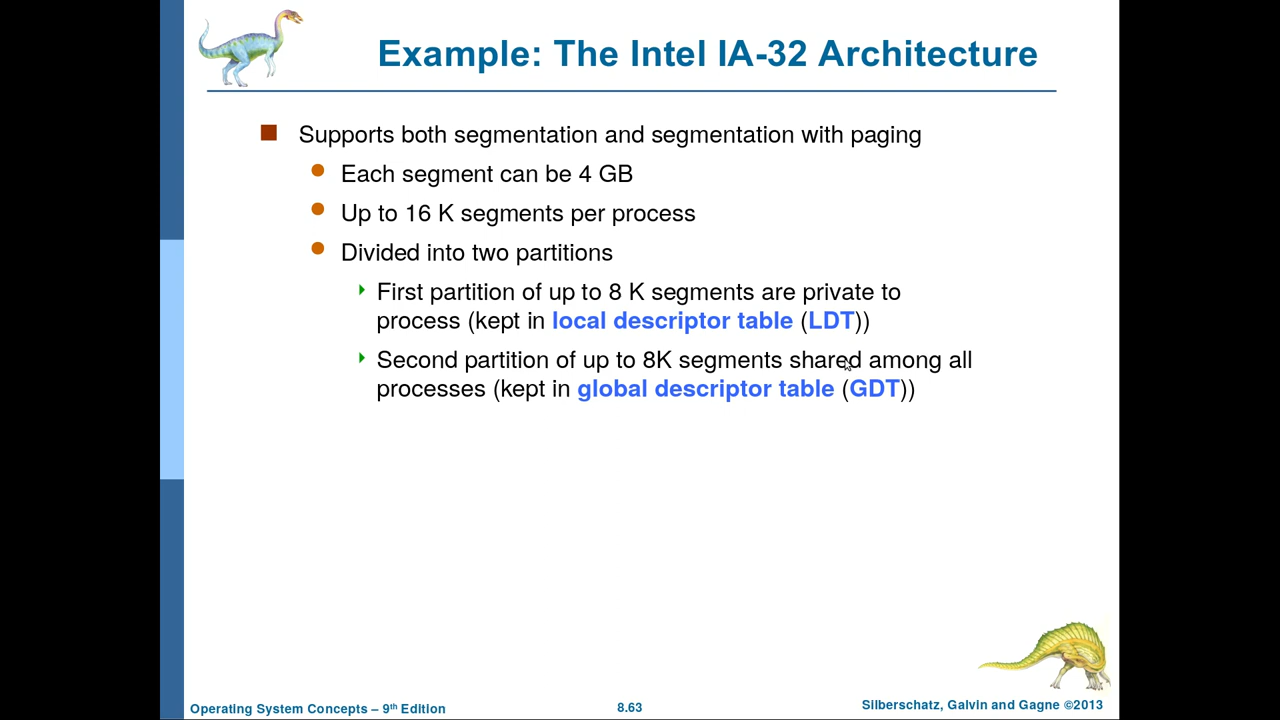 Example: The Intel IA-32 Architecture
Supports both segmentation and segmentation with paging
Each segment can be 4 GB
Up to 16 K segments per process
Divided into two partitions
First partition of up to 8 K segments are private to
process (kept in local descriptor table (LDT))
Second partition of up to 8K segments shared among all
processes (kept in global descriptor table (GDT))
Operating System Concepts – 9th Edition
8.63
Silberschatz, Galvin and Gagne ©2013